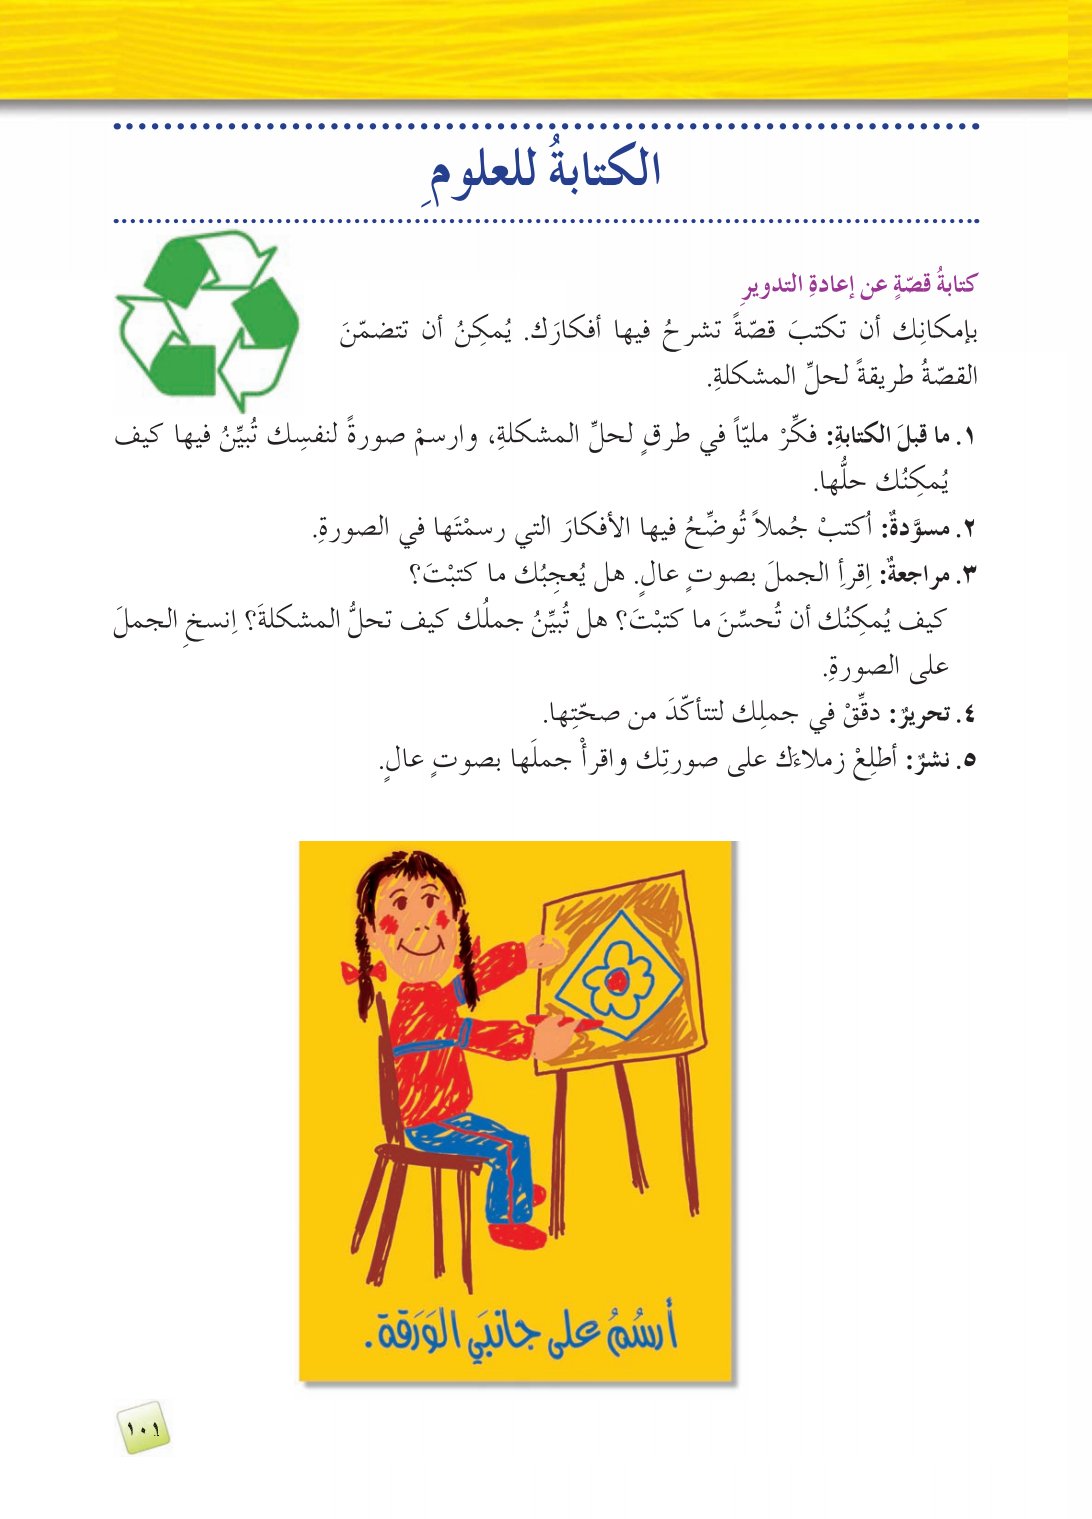 الكتابةُ للعلومِ
كتابةُ قصّةٍ عن إعادةِ التدويرِ
بإمكانِك أن تكتبَ قصّةً تشرحُ فيها أفكارَك. يُمكِنُ أن تتضمّنَ
القصّةُ طريقةً لحلِّ المشكلةِ.
١. ما قبلَ الكتابةِ: فكِّرْ مليّاً في طرقٍ لحلِّ المشكلةِ، وارسمْ صورةً لنفسِك تُبيِّنُ فيها كيف
يُمكِنُك حلُّها.
٢. مسوَّدةٌ: اُكتبْ جُملاً تُوضِّحُ فيها الأفكارَ التي رسمْتَها في الصورةِ.
٣. مراجعةٌ: اِقرأِ الجملَ بصوتٍ عالٍ. هل يُعجِبُك ما كتبْتَ؟
كيف يُمكِنُك أن تُحسِّنَ ما كتبْتَ؟ هل تُبيِّنُ جملُك كيف تحلُّ المشكلةَ؟ اِنسخِ الجملَ
على الصورةِ.
٤. تحريرٌ: دقِّقْ في جملِك لتتأكّدَ من صحّتِها.
٥. نشرٌ: أطلِعْ زملاءَك على صورتِك واقرأْ جملَها بصوتٍ عالٍ.
أرسُمُ على جانبَي الوَرَقة.
١٠١